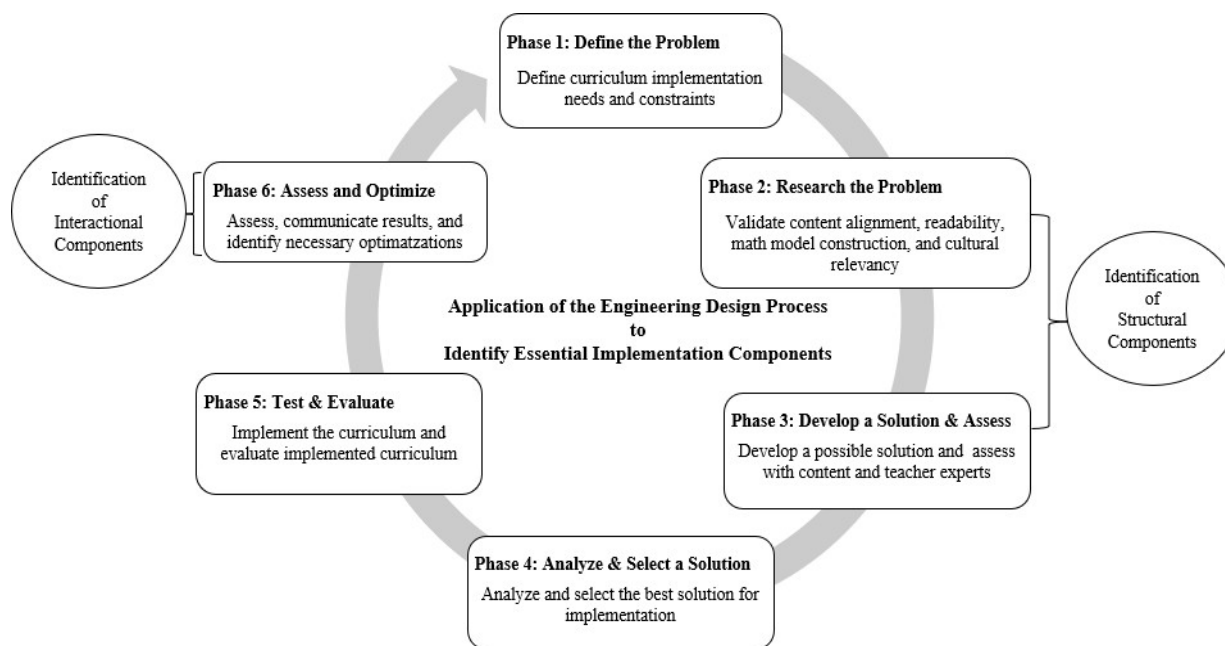 Phase 1: Define the Problem
Define curriculum implementation
needs and constraints
Phase 2: Research the Problem
Validate content alignment, readability,
math model construction, and cultural
relevancy
Identification
of
Structural
Components
Phase 3: Develop a Solution & Assess
Develop a possible solution and assess
with content and teacher experts
Phase 4: Analyze & Select a Solution
Analyze and select the best solution for
implementation
Phase 5: Test & Evaluate
Implement the curriculum and
evaluate implemented curriculum
Phase 6: Assess and Optimize
Assess, communicate results, and
identify necessary optimatzations
Identification
of
Interactional
Components
Application of the Engineering Design Process
to
Identify Essential Implementation Components